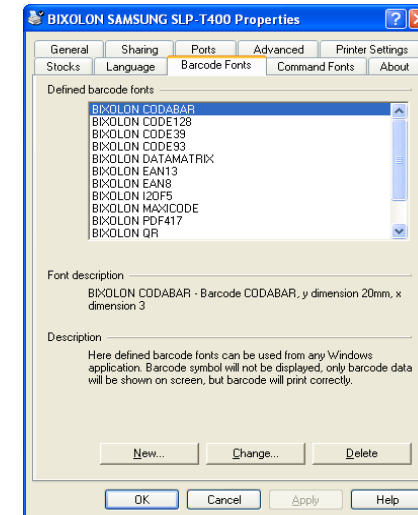 BIXOLON SAMSUNG SLP-T400 Properties
General Sharing Ports Advanced Printer Settings
Stocks Language Barcode Fonts Command Fonts About
Defined barcode fonts
BIXOLON CODABAR
BIXOLON CODE128
BIXOLON CODE39
BIXOLON CODE93
BIXOLON DATAMATRIX
BIXOLON EAN13
BIXOLON EAN8
BIXOLON I2OF5
BIXOLON MAXICODE
BIXOLON PDF417
BIXOLON QR
Font description
BIXOLON CODABAR - Barcode CODABAR, y dimension 20mm, x
dimension 3
Description
Here defined barcode fonts can be used from any Windows
application. Barcode symbol will not be displayed, only barcode data
will be shown on screen, but barcode will print correctly.
New... Change... Delete
OK Cancel Apply Help